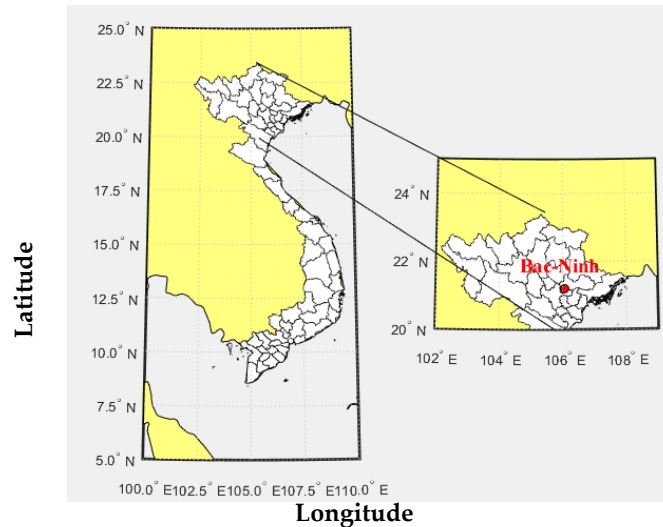 25.0° N
22.5° N
20.0° N
17.5° N
15.0° N
12.5° N
10.0° N
7.5° N
5.0° N
100.0° E102.5° E105.0° E107.5° E110.0° E
Latitude
Longitude
24° N
22° N
20° N
102° E 104° E 106° E 108° E
Bac-Ninh